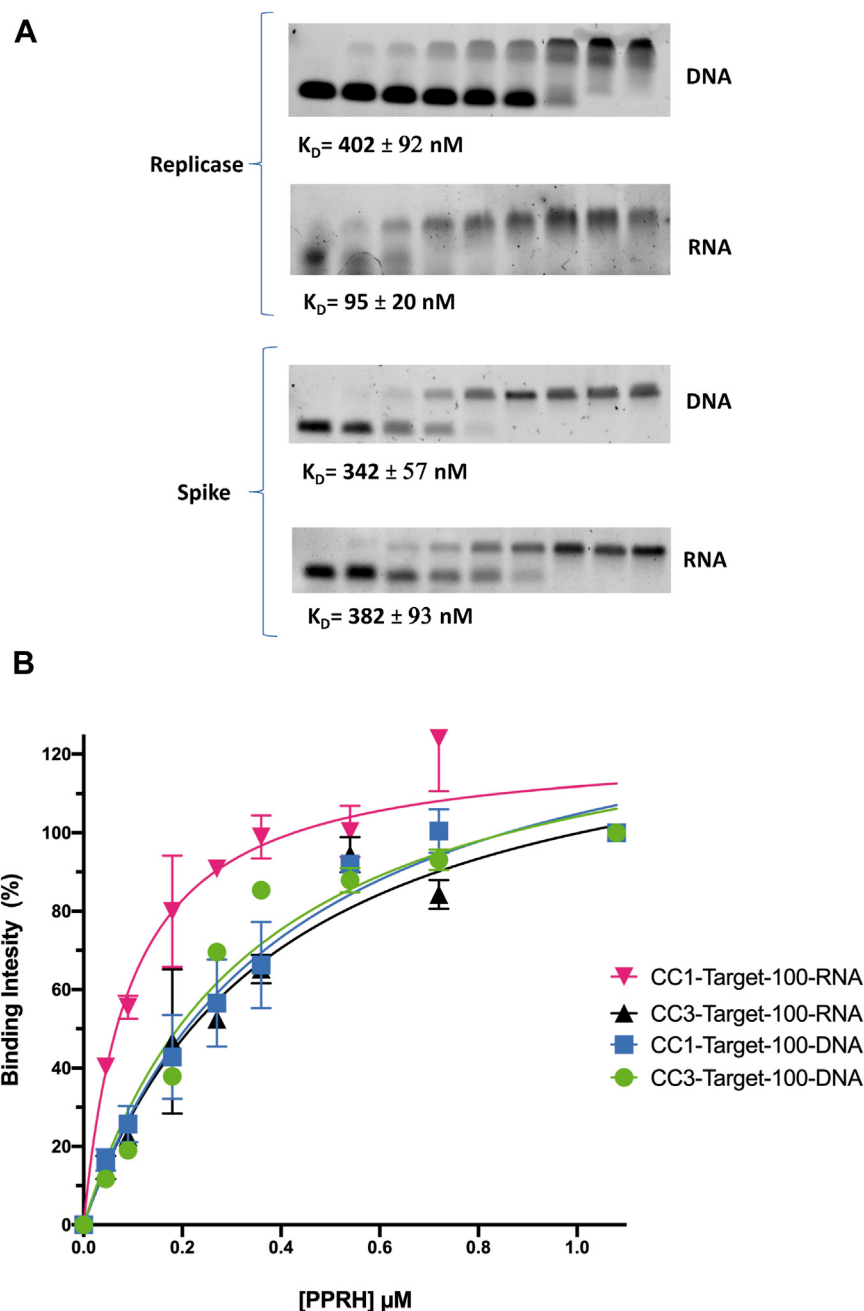 A
Replicase
DNA
K_D= 402 ± 92 nM
RNA
K_D= 95 ± 20 nM
Spike
DNA
K_D= 342 ± 57 nM
RNA
K_D= 382 ± 93 nM
B
Binding Intesity (%)
120
100
80
60
40
20
0
0.0 0.2 0.4 0.6 0.8 1.0
[PPRH] µM
CC1-Target-100-RNA
CC3-Target-100-RNA
CC1-Target-100-DNA
CC3-Target-100-DNA